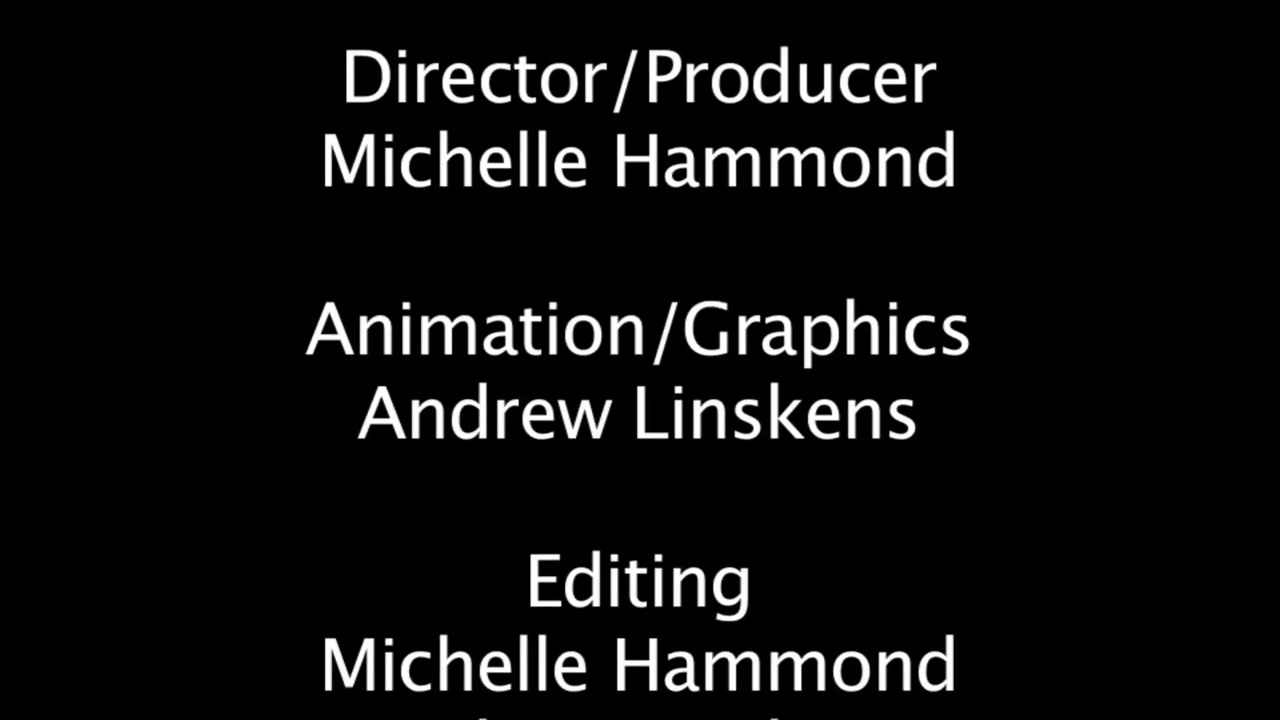 Director/Producer
Michelle Hammond
Animation/Graphics
Andrew Linskens
Editing
Michelle Hammond